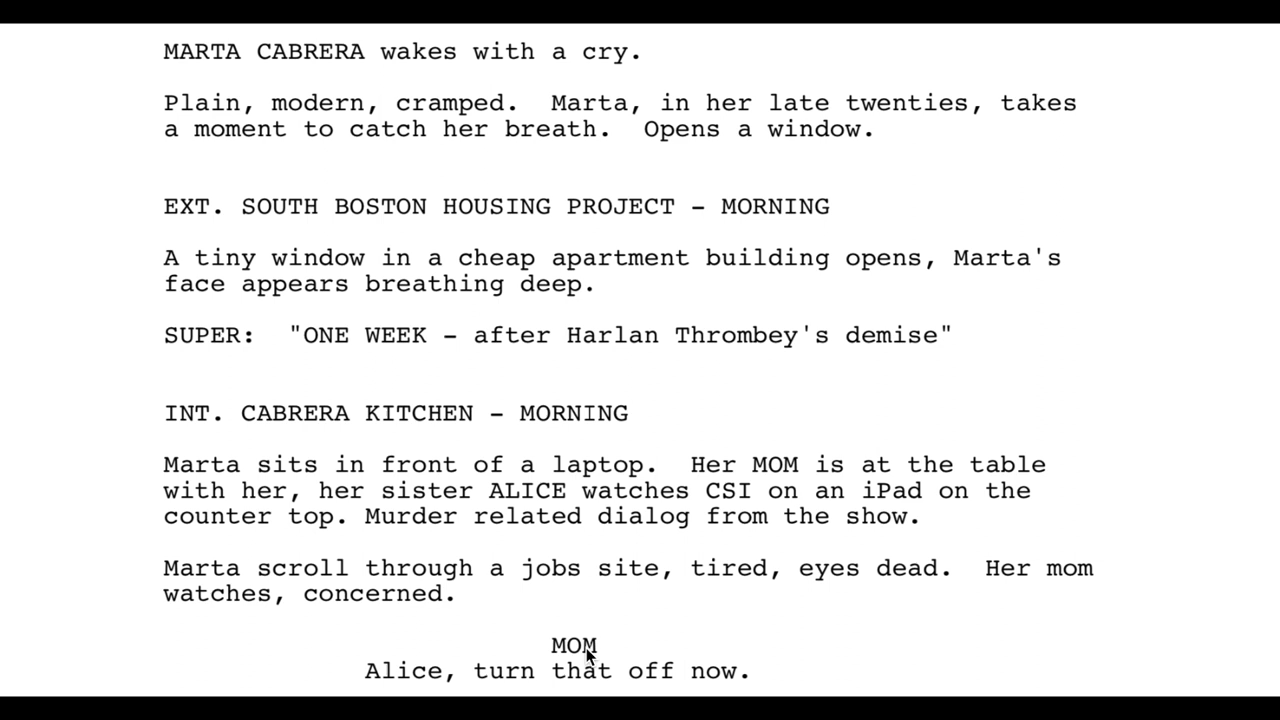 MARTA CABRERA wakes with a cry.
Plain, modern, cramped.  Marta, in her late twenties, takes
a moment to catch her breath.  Opens a window.
EXT. SOUTH BOSTON HOUSING PROJECT - MORNING
A tiny window in a cheap apartment building opens, Marta's
face appears breathing deep.
SUPER:  "ONE WEEK - after Harlan Thrombey's demise"
INT. CABRERA KITCHEN - MORNING
Marta sits in front of a laptop.  Her MOM is at the table
with her, her sister ALICE watches CSI on an iPad on the
counter top. Murder related dialog from the show.
Marta scroll through a jobs site, tired, eyes dead.  Her mom
watches, concerned.
MOM
Alice, turn that off now.